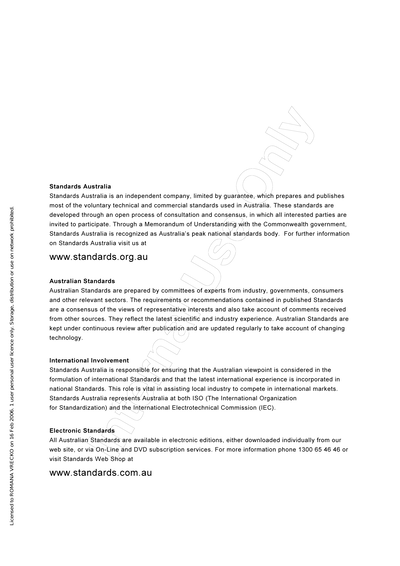 Standards Australia
Standards Australia is an independent company, limited by guarantee, which prepares and publishes
most of the voluntary technical and commercial standards used in Australia. These standards are
developed through an open process of consultation and consensus, in which all interested parties are
invited to participate. Through a Memorandum of Understanding with the Commonwealth government,
Standards Australia is recognized as Australia's peak national standards body. For further information
on Standards Australia visit us at
www.standards.org.au
Australian Standards
Australian Standards are prepared by committees of experts from industry, governments, consumers
and other relevant sectors. The requirements or recommendations contained in published Standards
are a consensus of the views of representative interests and also take account of comments received
from other sources. They reflect the latest scientific and industry experience. Australian Standards are
kept under continuous review after publication and are updated regularly to take account of changing
technology.
International Involvement
Standards Australia is responsible for ensuring that the Australian viewpoint is considered in the
formulation of international Standards and that the latest international experience is incorporated in
national Standards. This role is vital in assisting local industry to compete in international markets.
Standards Australia represents Australia at both ISO (The International Organization
for Standardization) and the International Electrotechnical Commission (IEC).
Electronic Standards
All Australian Standards are available in electronic editions, either downloaded individually from our
web site, or via On-Line and DVD subscription services. For more information phone 1300 65 46 46 or
visit Standards Web Shop at
www.standards.com.au
Licensed to ROMANA VRECKO on 16 Feb 2006. 1 user personal user licence only. Storage, distribution or use on network prohibited.
Use Only